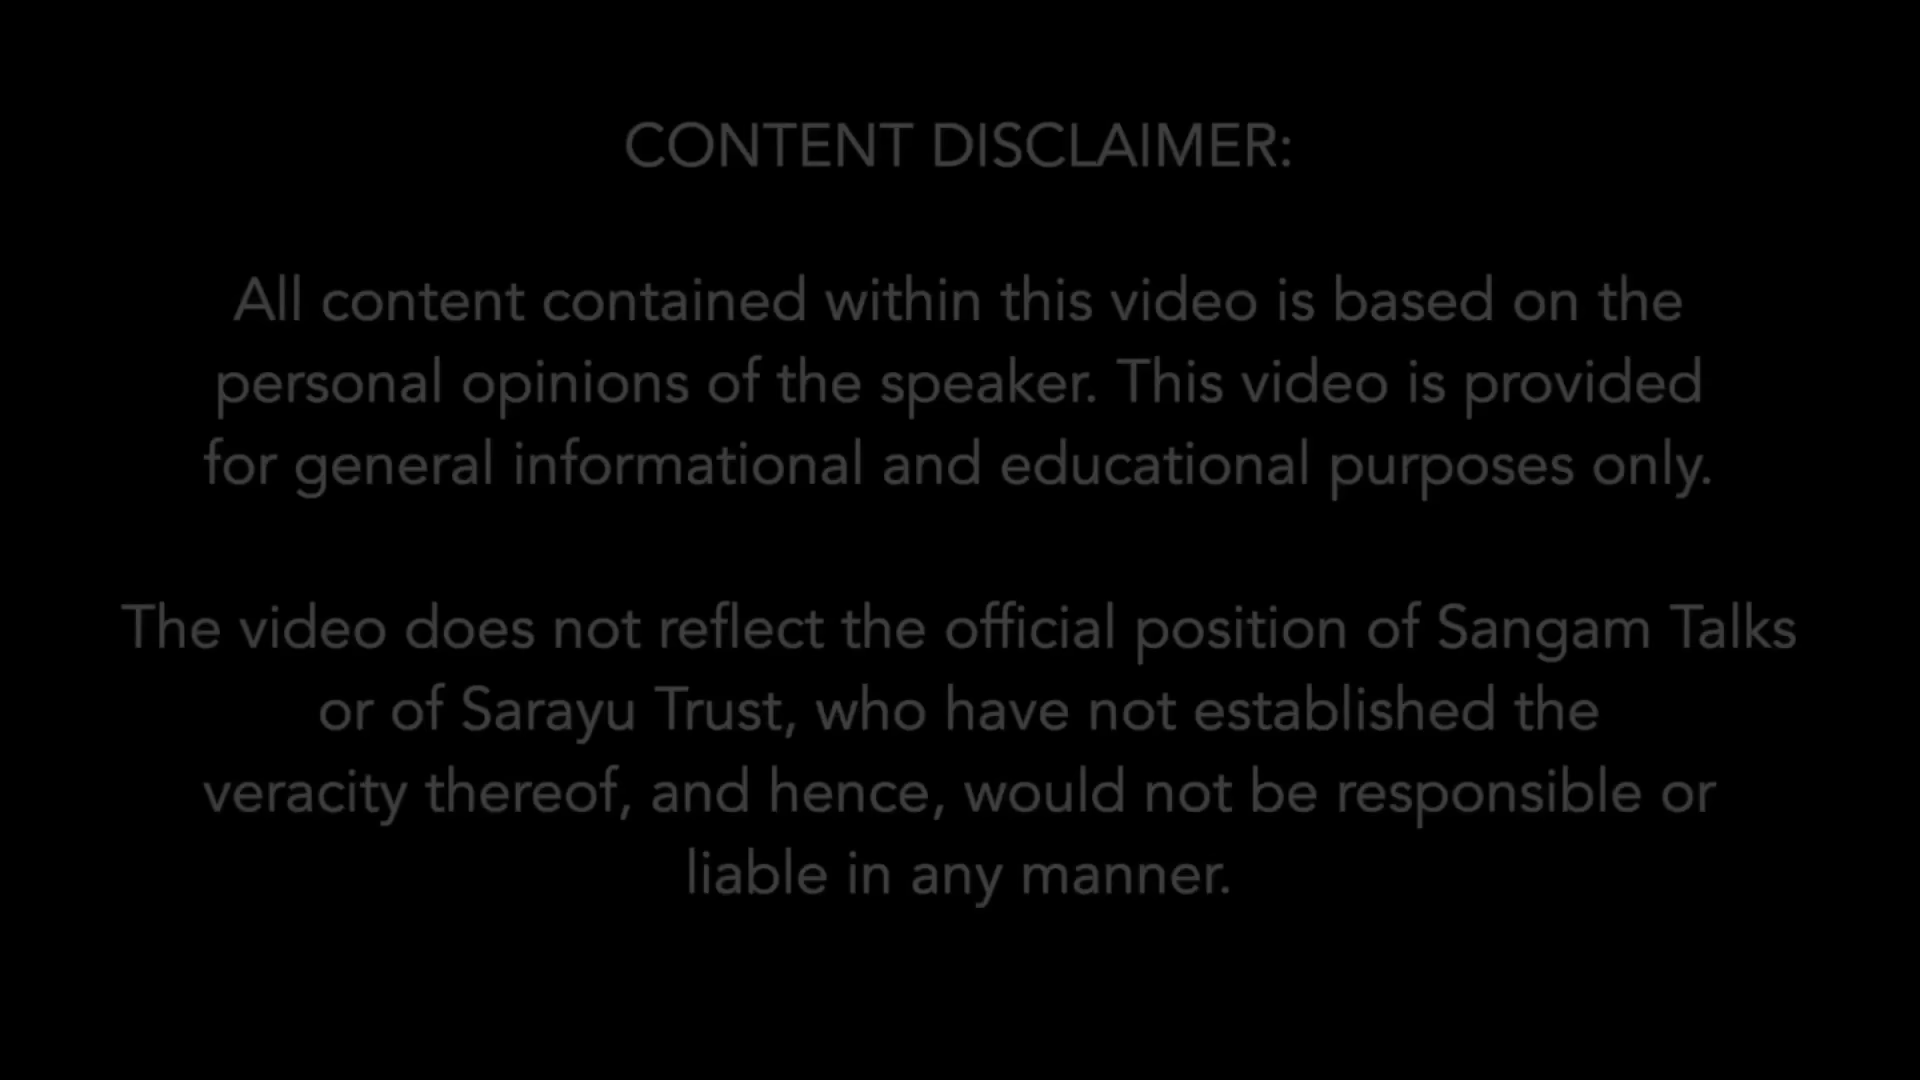 CONTENT DISCLAIMER:
All content contained within this video is based on the
personal opinions of the speaker. This video is provided
for general informational and educational purposes only.
The video does not reflect the official position of Sangam Talks
or of Sarayu Trust, who have not established the
veracity thereof, and hence, would not be responsible or
liable in any manner.